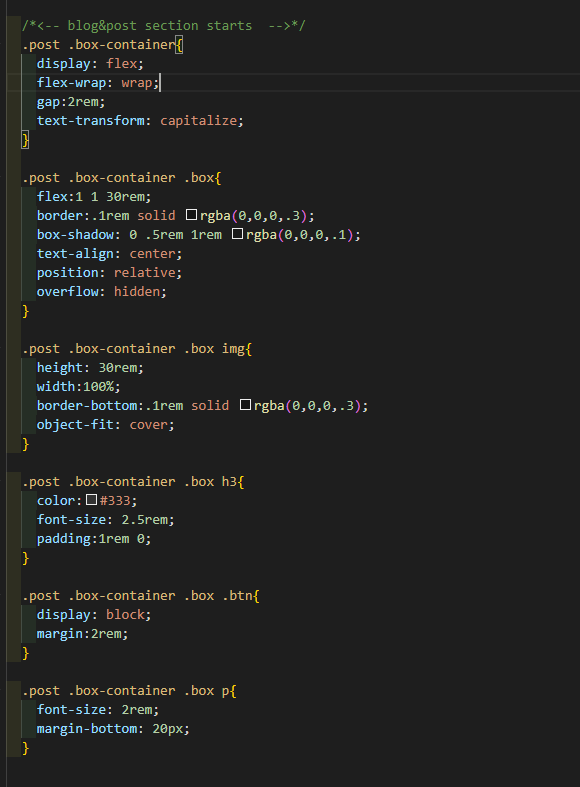 /*<-- blog&post section starts  -->*/
.post .box-container{
  display: flex;
  flex-wrap: wrap;
  gap:2rem;
  text-transform: capitalize;
}

.post .box-container .box{
  flex:1 1 30rem;
  border:.1rem solid rgba(0,0,0,.3);
  box-shadow: 0 .5rem 1rem rgba(0,0,0,.1);
  text-align: center;
  position: relative;
  overflow: hidden;
}

.post .box-container .box img{
  height: 30rem;
  width:100%;
  border-bottom:.1rem solid rgba(0,0,0,.3);
  object-fit: cover;
}

.post .box-container .box h3{
  color:#333;
  font-size: 2.5rem;
  padding:1rem 0;
}

.post .box-container .box .btn{
  display: block;
  margin:2rem;
}

.post .box-container .box p{
  font-size: 2rem;
  margin-bottom: 20px;
}